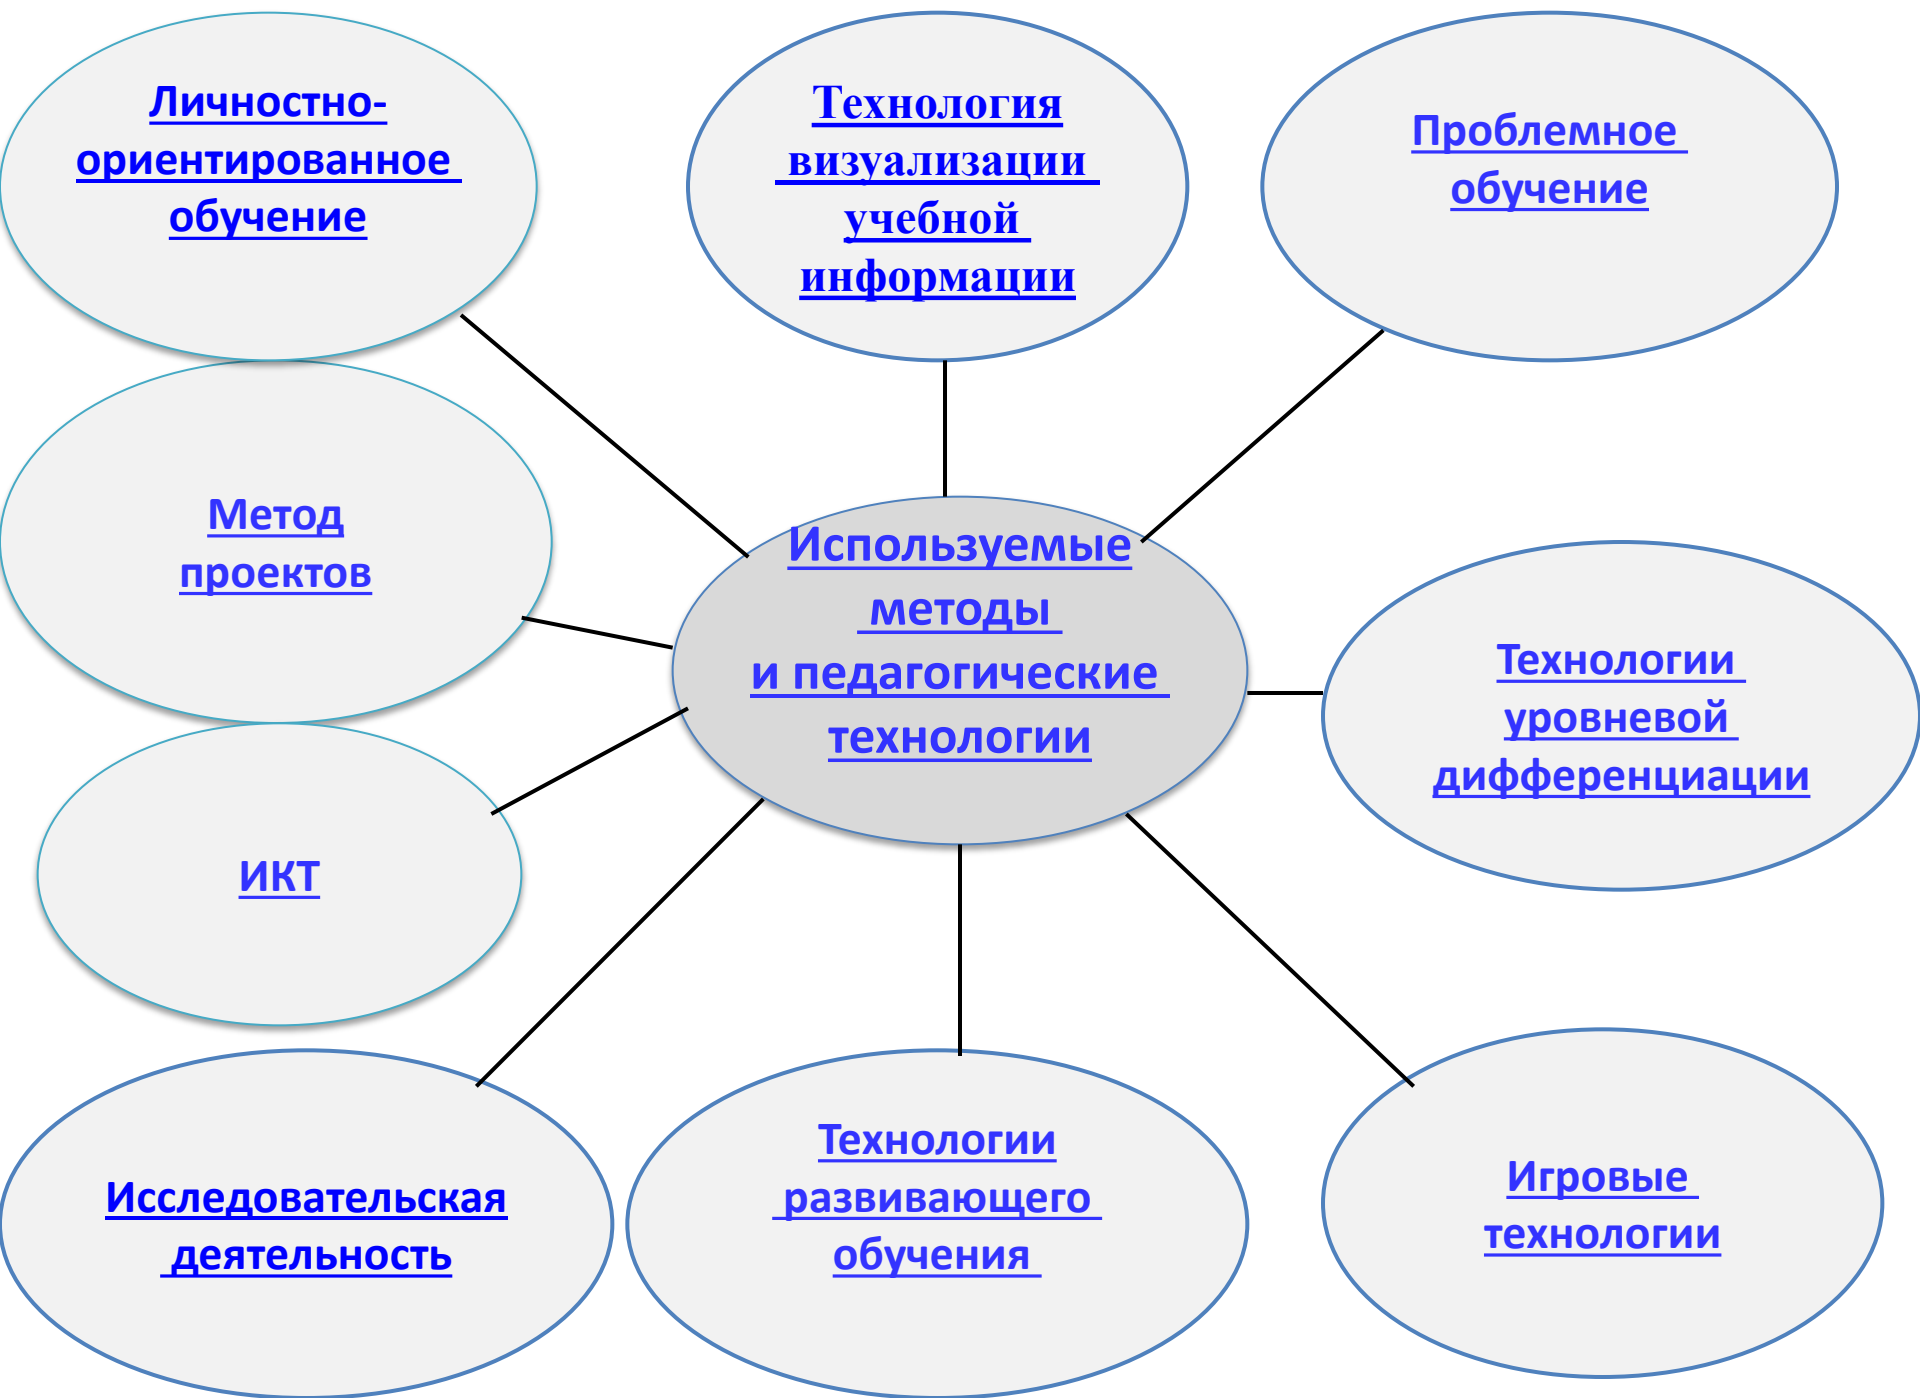 Личностно-
ориентированное
обучение
Технология
визуализации
учебной
информации
Проблемное
обучение
Метод
проектов
Используемые
методы
и педагогические
технологии
Технологии
уровневой
дифференциации
ИКТ
Исследовательская
деятельность
Технологии
развивающего
обучения
Игровые
технологии